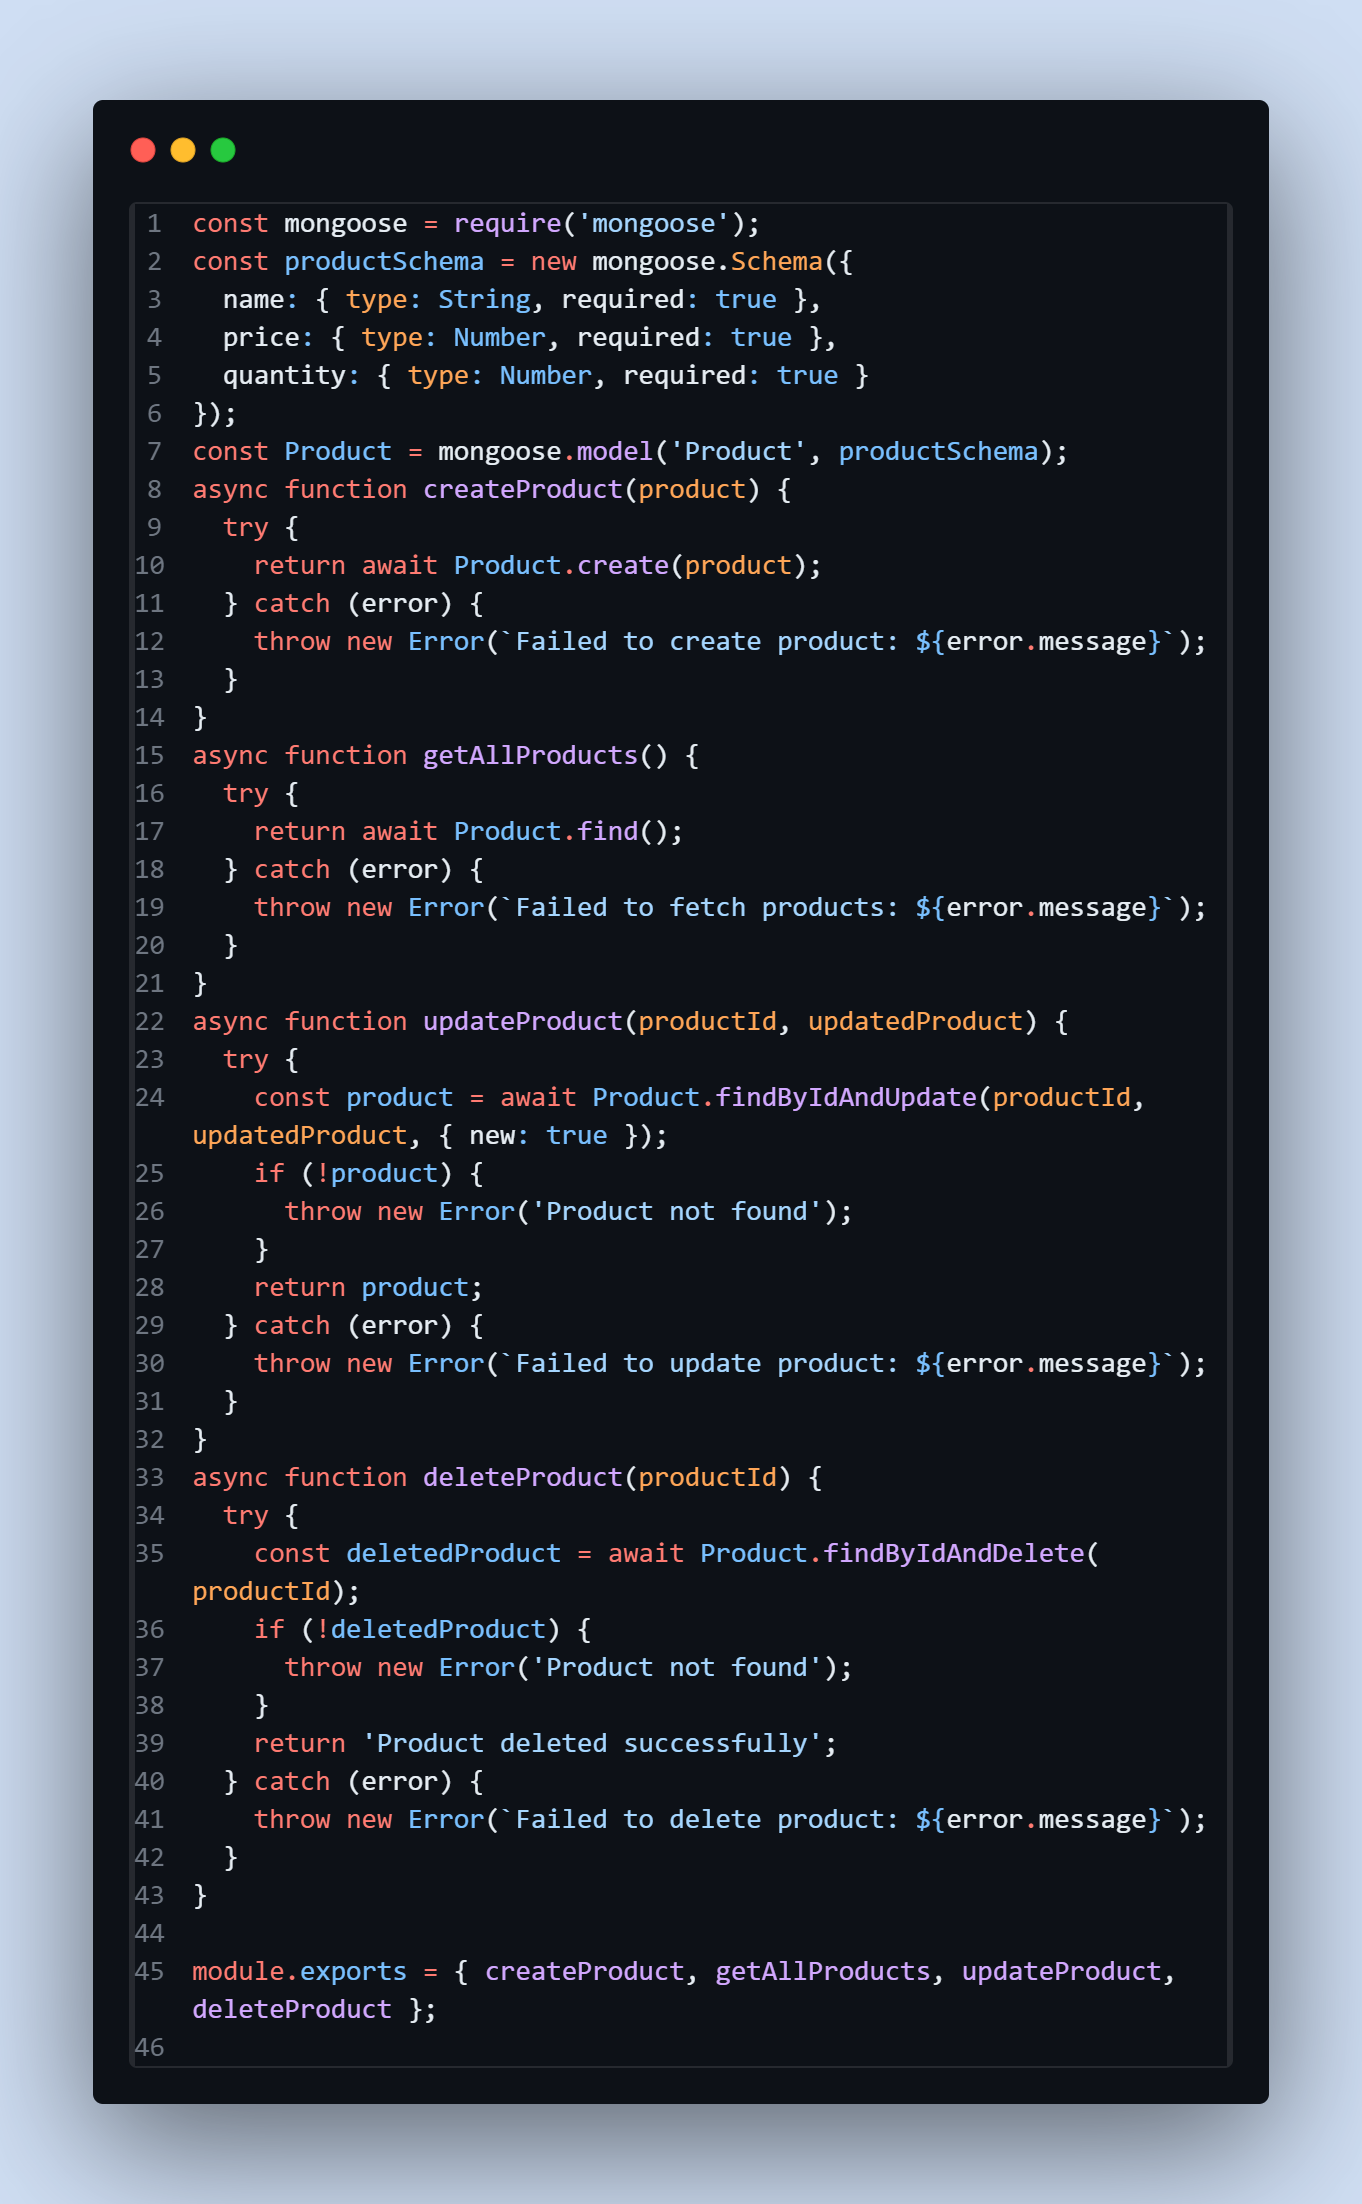 1 const mongoose = require('mongoose');
2 const productSchema = new mongoose.Schema({
3   name: { type: String, required: true },
4   price: { type: Number, required: true },
5   quantity: { type: Number, required: true }
6 });
7 const Product = mongoose.model('Product', productSchema);
8 async function createProduct(product) {
9   try {
10     return await Product.create(product);
11   } catch (error) {
12     throw new Error(`Failed to create product: ${error.message}`);
13   }
14 }
15 async function getAllProducts() {
16   try {
17     return await Product.find();
18   } catch (error) {
19     throw new Error(`Failed to fetch products: ${error.message}`);
20   }
21 }
22 async function updateProduct(productId, updatedProduct) {
23   try {
24     const product = await Product.findByIdAndUpdate(productId,
updatedProduct, { new: true });
25     if (!product) {
26       throw new Error('Product not found');
27     }
28     return product;
29   } catch (error) {
30     throw new Error(`Failed to update product: ${error.message}`);
31   }
32 }
33 async function deleteProduct(productId) {
34   try {
35     const deletedProduct = await Product.findByIdAndDelete(
productId);
36     if (!deletedProduct) {
37       throw new Error('Product not found');
38     }
39     return 'Product deleted successfully';
40   } catch (error) {
41     throw new Error(`Failed to delete product: ${error.message}`);
42   }
43 }
44
45 module.exports = { createProduct, getAllProducts, updateProduct,
deleteProduct };
46